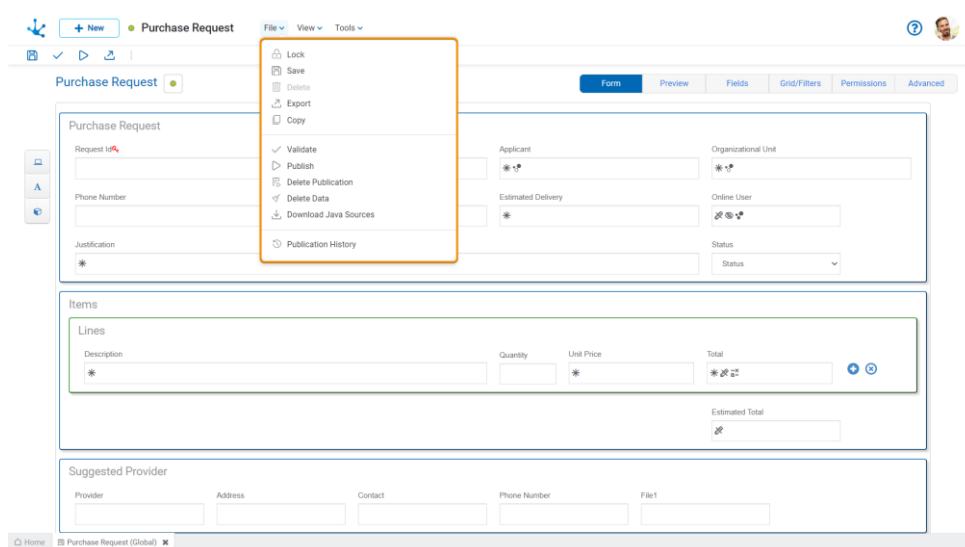 + New
Purchase Request
File
View
Tools
?
Purchase Request
Form
Preview
Fields
Grid/Filters
Permissions
Advanced
Lock
Save
Delete
Export
Copy
Validate
Publish
Delete Publication
Delete Data
Download Java Sources
Publication History
A
Purchase Request
Request Id
Applicant
Organizational Unit
Phone Number
Estimated Delivery
Online User
Justification
Status
Status
Items
Lines
Description
Quantity
Unit Price
Total
Estimated Total
Suggested Provider
Provider
Address
Contact
Phone Number
File1
Home
Purchase Request (Global)